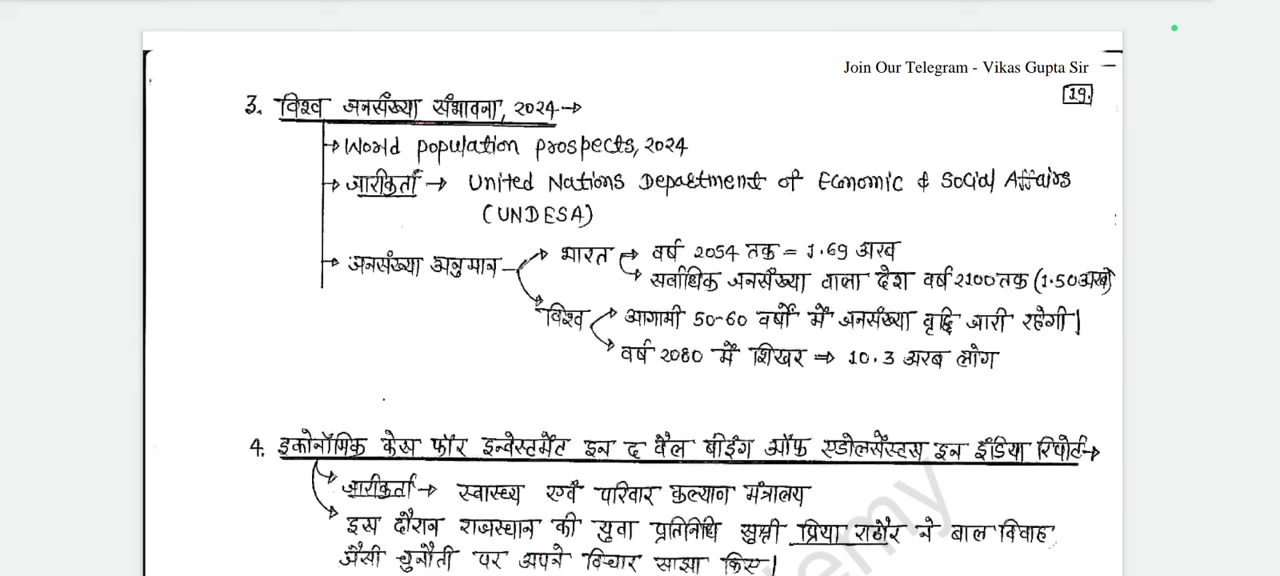 Join Our Telegram - Vikas Gupta Sir
19.
3. विश्व जनसंख्या संभावना, 2024→
→ World population prospects, 2024
→ जारीकर्ता → United Nations Department of Economic & Social Affairs
(UNDESA)
→ जनसंख्या अनुमान → भारत → वर्ष 2054 तक = 1.69 अरब
→ सर्वाधिक जनसंख्या वाला देश वर्ष 2100 तक (1.50 अरब)
→ विश्व → आगामी 50-60 वर्षों में जनसंख्या वृद्धि जारी रहेगी।
→ वर्ष 2080 में शिखर ⇒ 10.3 अरब लोग
4. इकोनॉमिक केस फॉर इन्वेस्टमेंट इन द वैल बीइंग ऑफ एडोलसेंस्टस इन इंडिया रिपोर्ट→
→ जारीकर्ता → स्वास्थ्य एवं परिवार कल्याण मंत्रालय
→ इस दौरान राजस्थान की युवा प्रतिनिधि सुश्री प्रिया राठौर ने बाल विवाह
जैसी चुनौती पर अपने विचार साझा किए।
emy